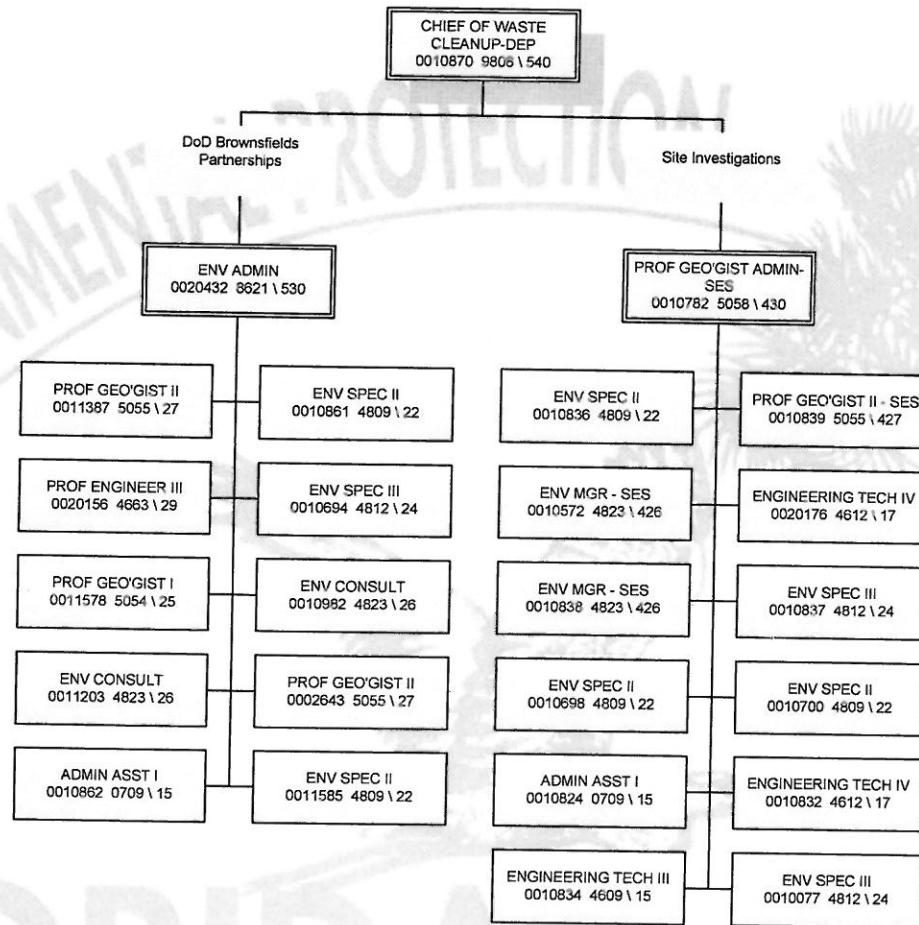 CHIEF OF WASTE
CLEANUP-DEP
0010870 9806 \ 540
DoD Brownsfields
Partnerships
Site Investigations
ENV ADMIN
0020432 8621 \ 530
PROF GEO'GIST ADMIN-
SES
0010782 5058 \ 430
PROF GEO'GIST II
0011387 5055 \ 27
ENV SPEC II
0010861 4809 \ 22
PROF ENGINEER III
0020156 4663 \ 29
ENV SPEC III
0010694 4812 \ 24
PROF GEO'GIST I
0011578 5054 \ 25
ENV CONSULT
0010982 4823 \ 26
ENV CONSULT
0011203 4823 \ 26
PROF GEO'GIST II
0002643 5055 \ 27
ADMIN ASST I
0010862 0709 \ 15
ENV SPEC II
0011585 4809 \ 22
ENV SPEC II
0010836 4809 \ 22
PROF GEO'GIST II - SES
0010839 5055 \ 427
ENV MGR - SES
0010572 4823 \ 426
ENGINEERING TECH IV
0020176 4612 \ 17
ENV MGR - SES
0010838 4823 \ 426
ENV SPEC III
0010837 4812 \ 24
ENV SPEC II
0010698 4809 \ 22
ENV SPEC II
0010700 4809 \ 22
ADMIN ASST I
0010824 0709 \ 15
ENGINEERING TECH IV
0010832 4612 \ 17
ENGINEERING TECH III
0010834 4609 \ 15
ENV SPEC III
0010077 4812 \ 24
PROTECTION